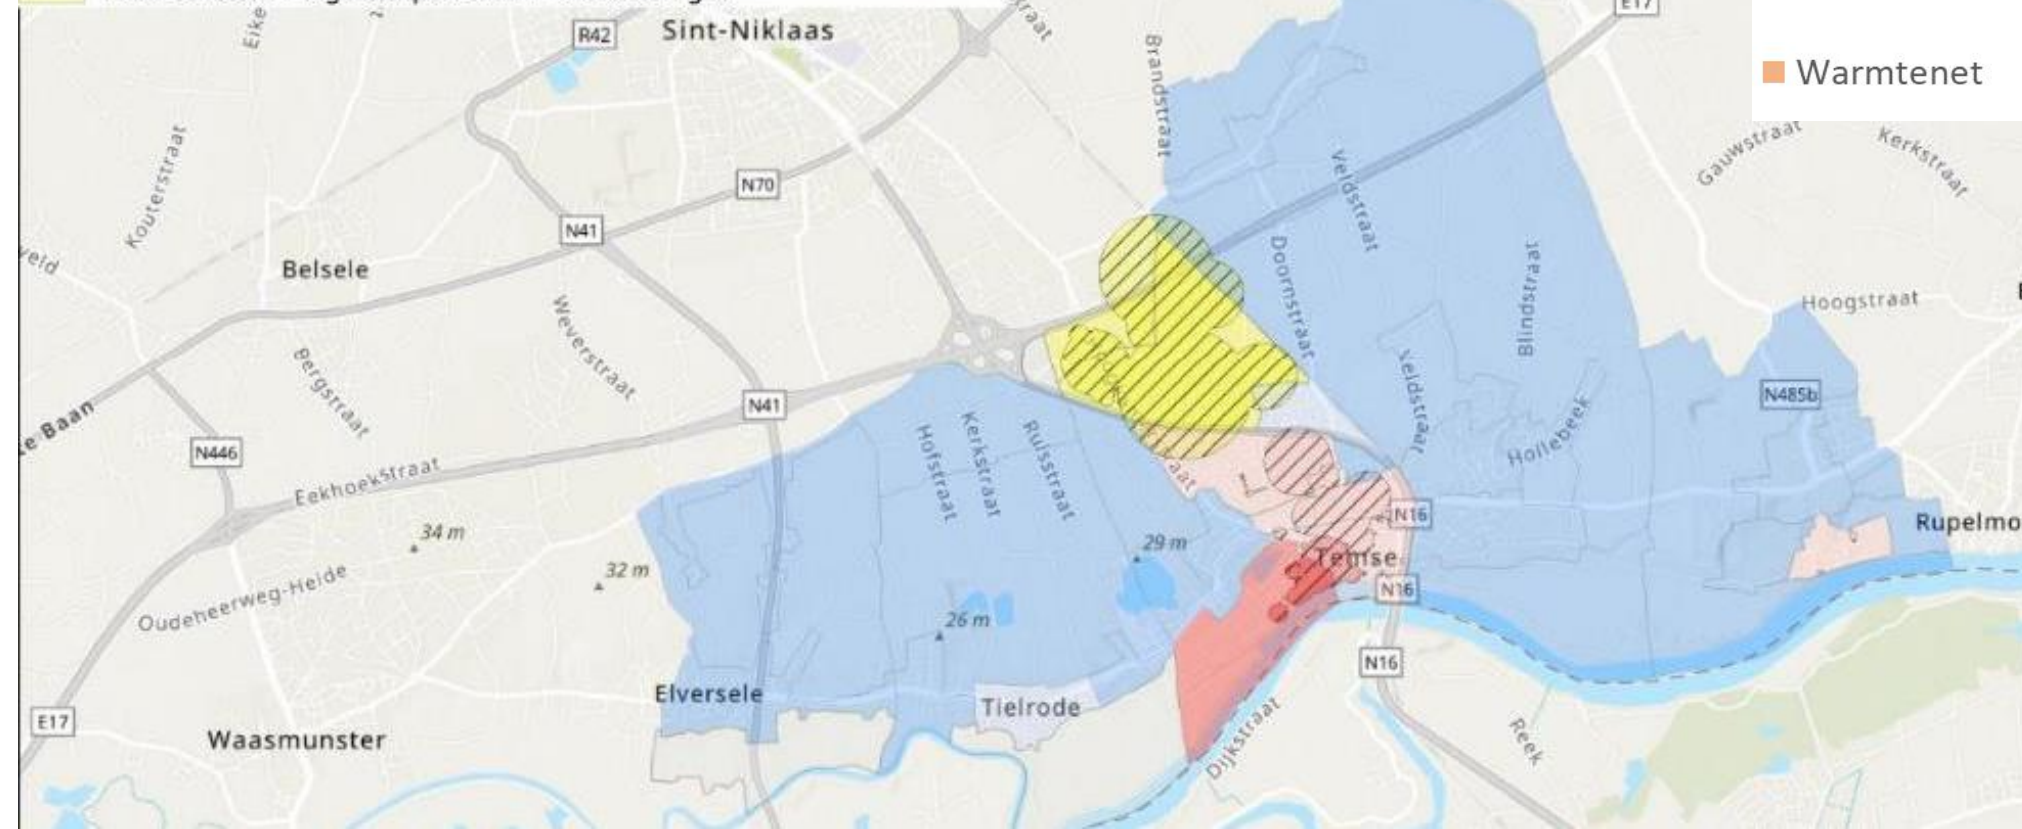 E17
R42
Sint-Niklaas
Warmtenet
Brandstraat
Gauwstraat
Kerkstraat
Kouterstraat
N70
Veldstraat
N41
Belsele
Doornstraat
Blindstraat
Hoogstraat
Weverstraat
Bergstraat
N41
Veldstraat
N485b
e Baan
Hollebeek
N446
Hofstraat
Kerkstraat
Ruisstraat
Eekhoekstraat
N16
34 m
29 m
Temse
32 m
N16
Oudeheerweg-Heide
26 m
N16
Elversele
Tielrode
E17
Waasmunster
Dijkstraat
Reek